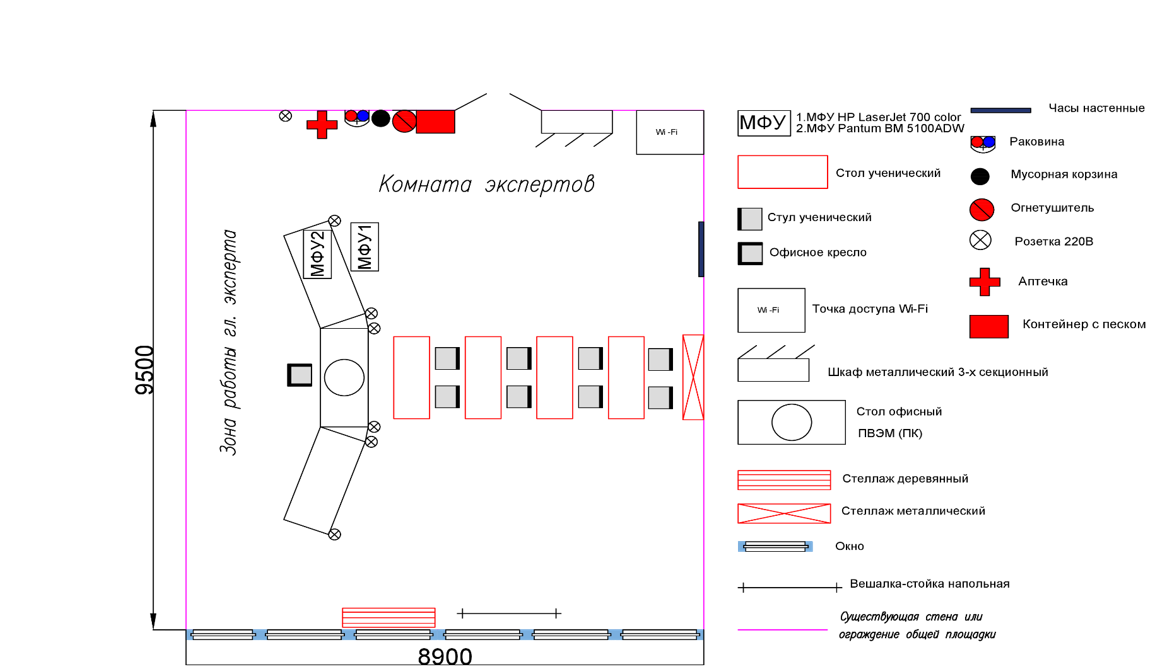 Wi-Fi
Комната экспертов
Зона работы гл. эксперта
МФУ2
МФУ1
9500
8900
МФУ
1.МФУ HP LaserJet 700 color
2.МФУ Pantum BM 5100ADW
Стол ученический
Стул ученический
Офисное кресло
Wi-Fi
Точка доступа Wi-Fi
Шкаф металлический 3-х секционный
Стол офисный
ПВЭМ (ПК)
Стеллаж деревянный
Стеллаж металлический
Окно
Вешалка-стойка напольная
Существующая стена или
ограждение общей площадки
Часы настенные
Раковина
Мусорная корзина
Огнетушитель
Розетка 220В
Аптечка
Контейнер с песком